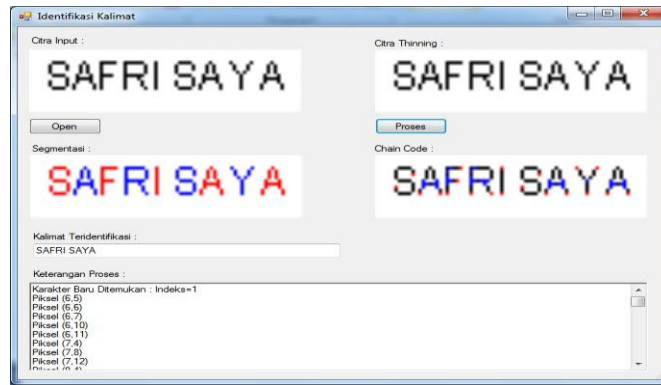 Identifikasi Kalimat
Citra Input :
Citra Thinning :
SAFRI SAYA
SAFRI SAYA
Open
Proses
Segmentasi :
Chain Code :
SAFRI SAYA
SAFRI SAYA
Kalimat Teridentifikasi :
SAFRI SAYA
Keterangan Proses :
Karakter Baru Ditemukan : Indeks=1
Piksel (6,5)
Piksel (6,6)
Piksel (6,7)
Piksel (6,10)
Piksel (6,11)
Piksel (7,4)
Piksel (7,8)
Piksel (7,12)